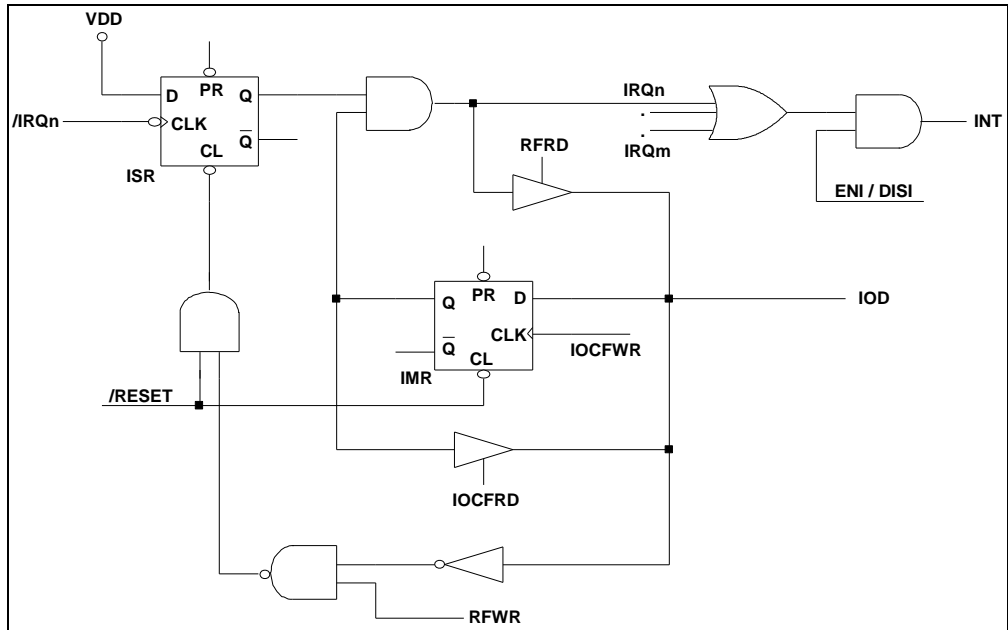 VDD
D
PR
Q
/IRQn
CLK
Q
CL
ISR
IRQn
.
.
IRQm
INT
RFRD
ENI / DISI
PR
Q
D
IOD
CLK
Q
IOCFWR
CL
IMR
/RESET
IOCFRD
RFWR